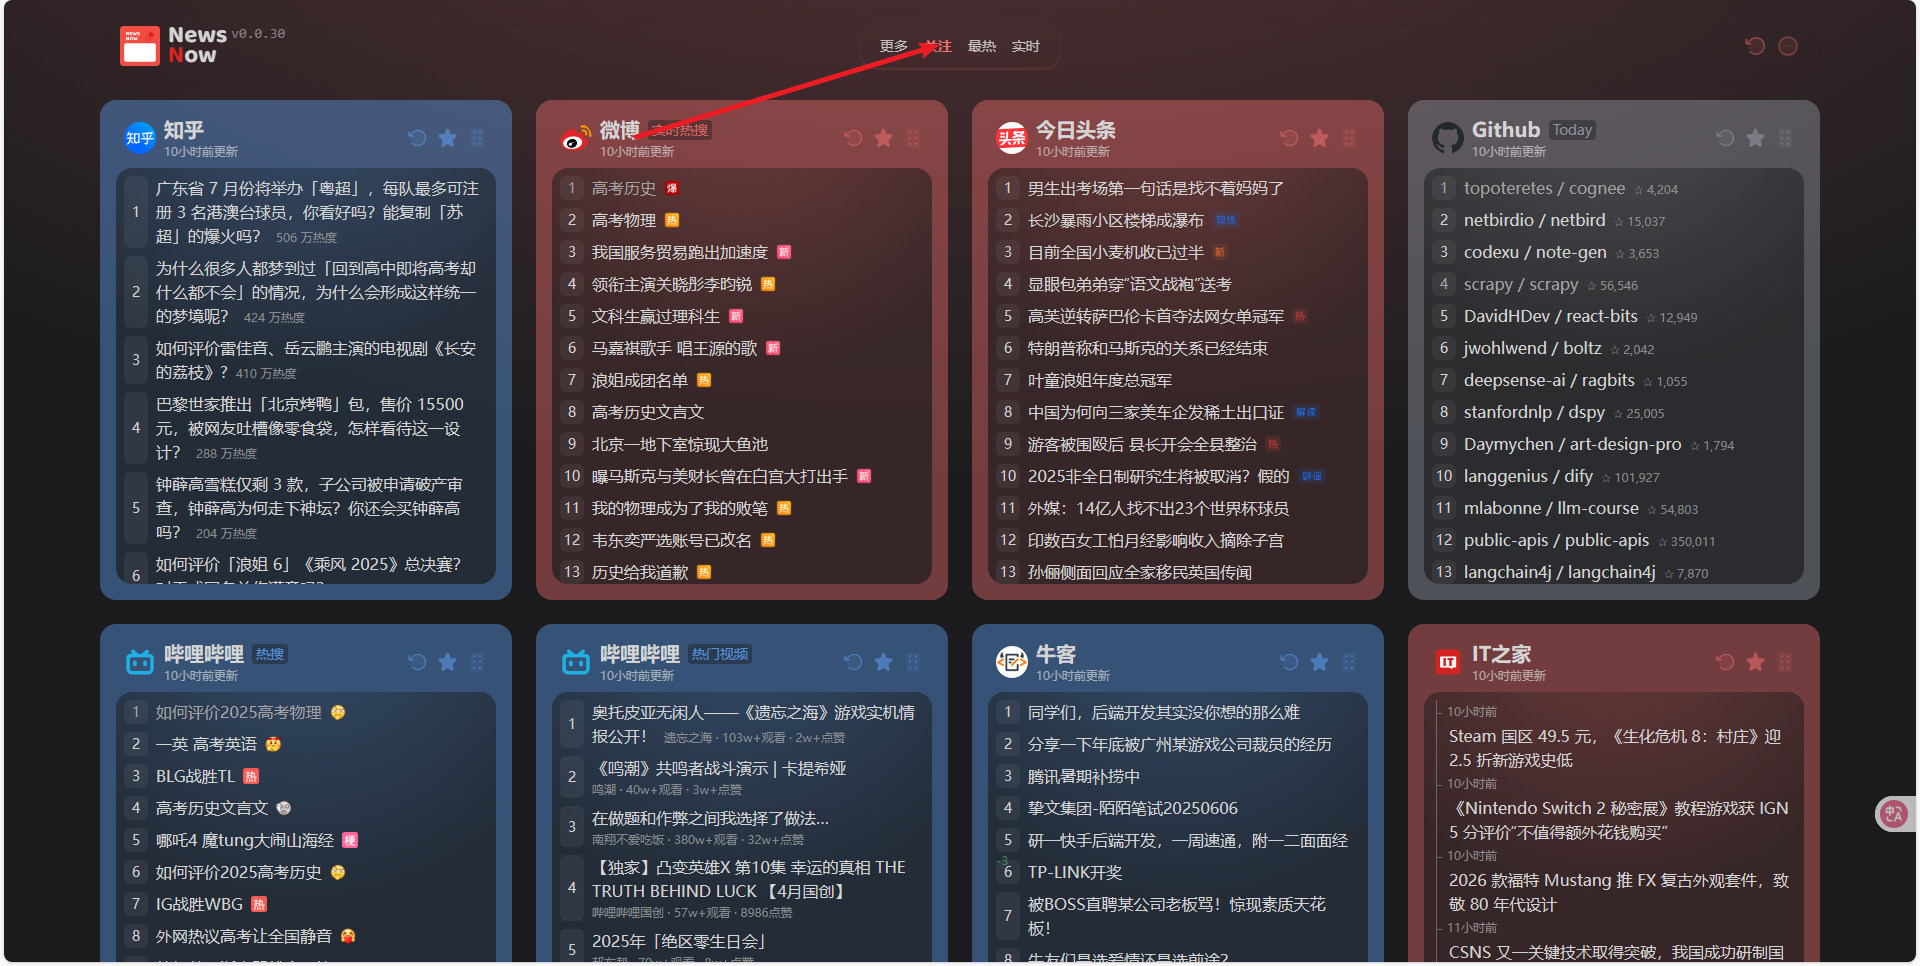 News v0.0.30
Now
更多 关注 最热 实时
知乎
10小时前更新
1 广东省 7 月份将举办「粤超」，每队最多可注
册 3 名港澳台球员，你看好吗？能复制「苏
超」的爆火吗？ 506 万热度
2 为什么很多人都梦到过「回到高中即将高考却
什么都不会」的情况，为什么会形成这样统一
的梦境呢？ 424 万热度
3 如何评价雷佳音、岳云鹏主演的电视剧《长安
的荔枝》？ 410 万热度
4 巴黎世家推出「北京烤鸭」包，售价 15500
元，被网友吐槽像零食袋，怎样看待这一设
计？ 288 万热度
5 钟薛高雪糕仅剩 3 款，子公司被申请破产审
查，钟薛高为何走下神坛？你还会买钟薛高
吗？ 204 万热度
6 如何评价「浪姐 6」《乘风 2025》总决赛？
微博 实时热搜
10小时前更新
1 高考历史 爆
2 高考物理 热
3 我国服务贸易跑出加速度 新
4 领衔主演关晓彤李昀锐 热
5 文科生赢过理科生 新
6 马嘉祺歌手 唱王源的歌 新
7 浪姐成团名单 热
8 高考历史文言文
9 北京一地下室惊现大鱼池
10 曝马斯克与美财长曾在白宫大打出手 新
11 我的物理成为了我的败笔 热
12 韦东奕严选账号已改名 热
13 历史给我道歉 热
头条 今日头条
10小时前更新
1 男生出考场第一句话是找不着妈妈了
2 长沙暴雨小区楼梯成瀑布 现场
3 目前全国小麦机收已过半 新
4 显眼包弟弟穿“语文战袍”送考
5 高芙逆转萨巴伦卡首夺法网女单冠军 热
6 特朗普称和马斯克的关系已经结束
7 叶童浪姐年度总冠军
8 中国为何向三家美车企发稀土出口证 解读
9 游客被围殴后 县长开会全县整治 热
10 2025非全日制研究生将被取消？假的 辟谣
11 外媒：14亿人找不出23个世界杯球员
12 印数百女工怕月经影响收入摘除子宫
13 孙俪侧面回应全家移民英国传闻
Github Today
10小时前更新
1 topoteretes / cognee ☆ 4,204
2 netbirdio / netbird ☆ 15,037
3 codexu / note-gen ☆ 3,653
4 scrapy / scrapy ☆ 56,546
5 DavidHDev / react-bits ☆ 12,949
6 jwohlwend / boltz ☆ 2,042
7 deepsense-ai / ragbits ☆ 1,055
8 stanfordnlp / dspy ☆ 25,005
9 Daymychen / art-design-pro ☆ 1,794
10 langgenius / dify ☆ 101,927
11 mlabonne / llm-course ☆ 54,803
12 public-apis / public-apis ☆ 350,011
13 langchain4j / langchain4j ☆ 7,870
哔哩哔哩 热搜
10小时前更新
1 如何评价2025高考物理
2 一英 高考英语
3 BLG战胜TL 热
4 高考历史文言文
5 哪吒4 魔tung大闹山海经 梗
6 如何评价2025高考历史
7 IG战胜WBG 热
8 外网热议高考让全国静音
哔哩哔哩 热门视频
10小时前更新
1 奥托皮亚无闲人——《遗忘之海》游戏实机情
报公开！ 遗忘之海 · 103w+观看 · 2w+点赞
2 《鸣潮》共鸣者战斗演示 | 卡提希娅
鸣潮 · 40w+观看 · 3w+点赞
3 在做题和作弊之间我选择了做法...
南翔不爱吃饭 · 380w+观看 · 32w+点赞
4 【独家】凸变英雄X 第10集 幸运的真相 THE
TRUTH BEHIND LUCK 【4月国创】
哔哩哔哩国创 · 57w+观看 · 8986点赞
5 2025年「绝区零生日会」
牛客
10小时前更新
1 同学们，后端开发其实没你想的那么难
2 分享一下年底被广州某游戏公司裁员的经历
3 腾讯暑期补捞中
4 挚文集团-陌陌笔试20250606
5 研一快手后端开发，一周速通，附一二面面经
-3
6 TP-LINK开奖
7 被BOSS直聘某公司老板骂！惊现素质天花
板！
8 牛友们是选爱情还是选前途?
IT IT之家
10小时前更新
10小时前
Steam 国区 49.5 元，《生化危机 8：村庄》迎
2.5 折新游戏史低
10小时前
《Nintendo Switch 2 秘密展》教程游戏获 IGN
5 分评价“不值得额外花钱购买”
10小时前
2026 款福特 Mustang 推 FX 复古外观套件，致
敬 80 年代设计
11小时前
CSNS 又一关键技术取得突破，我国成功研制国